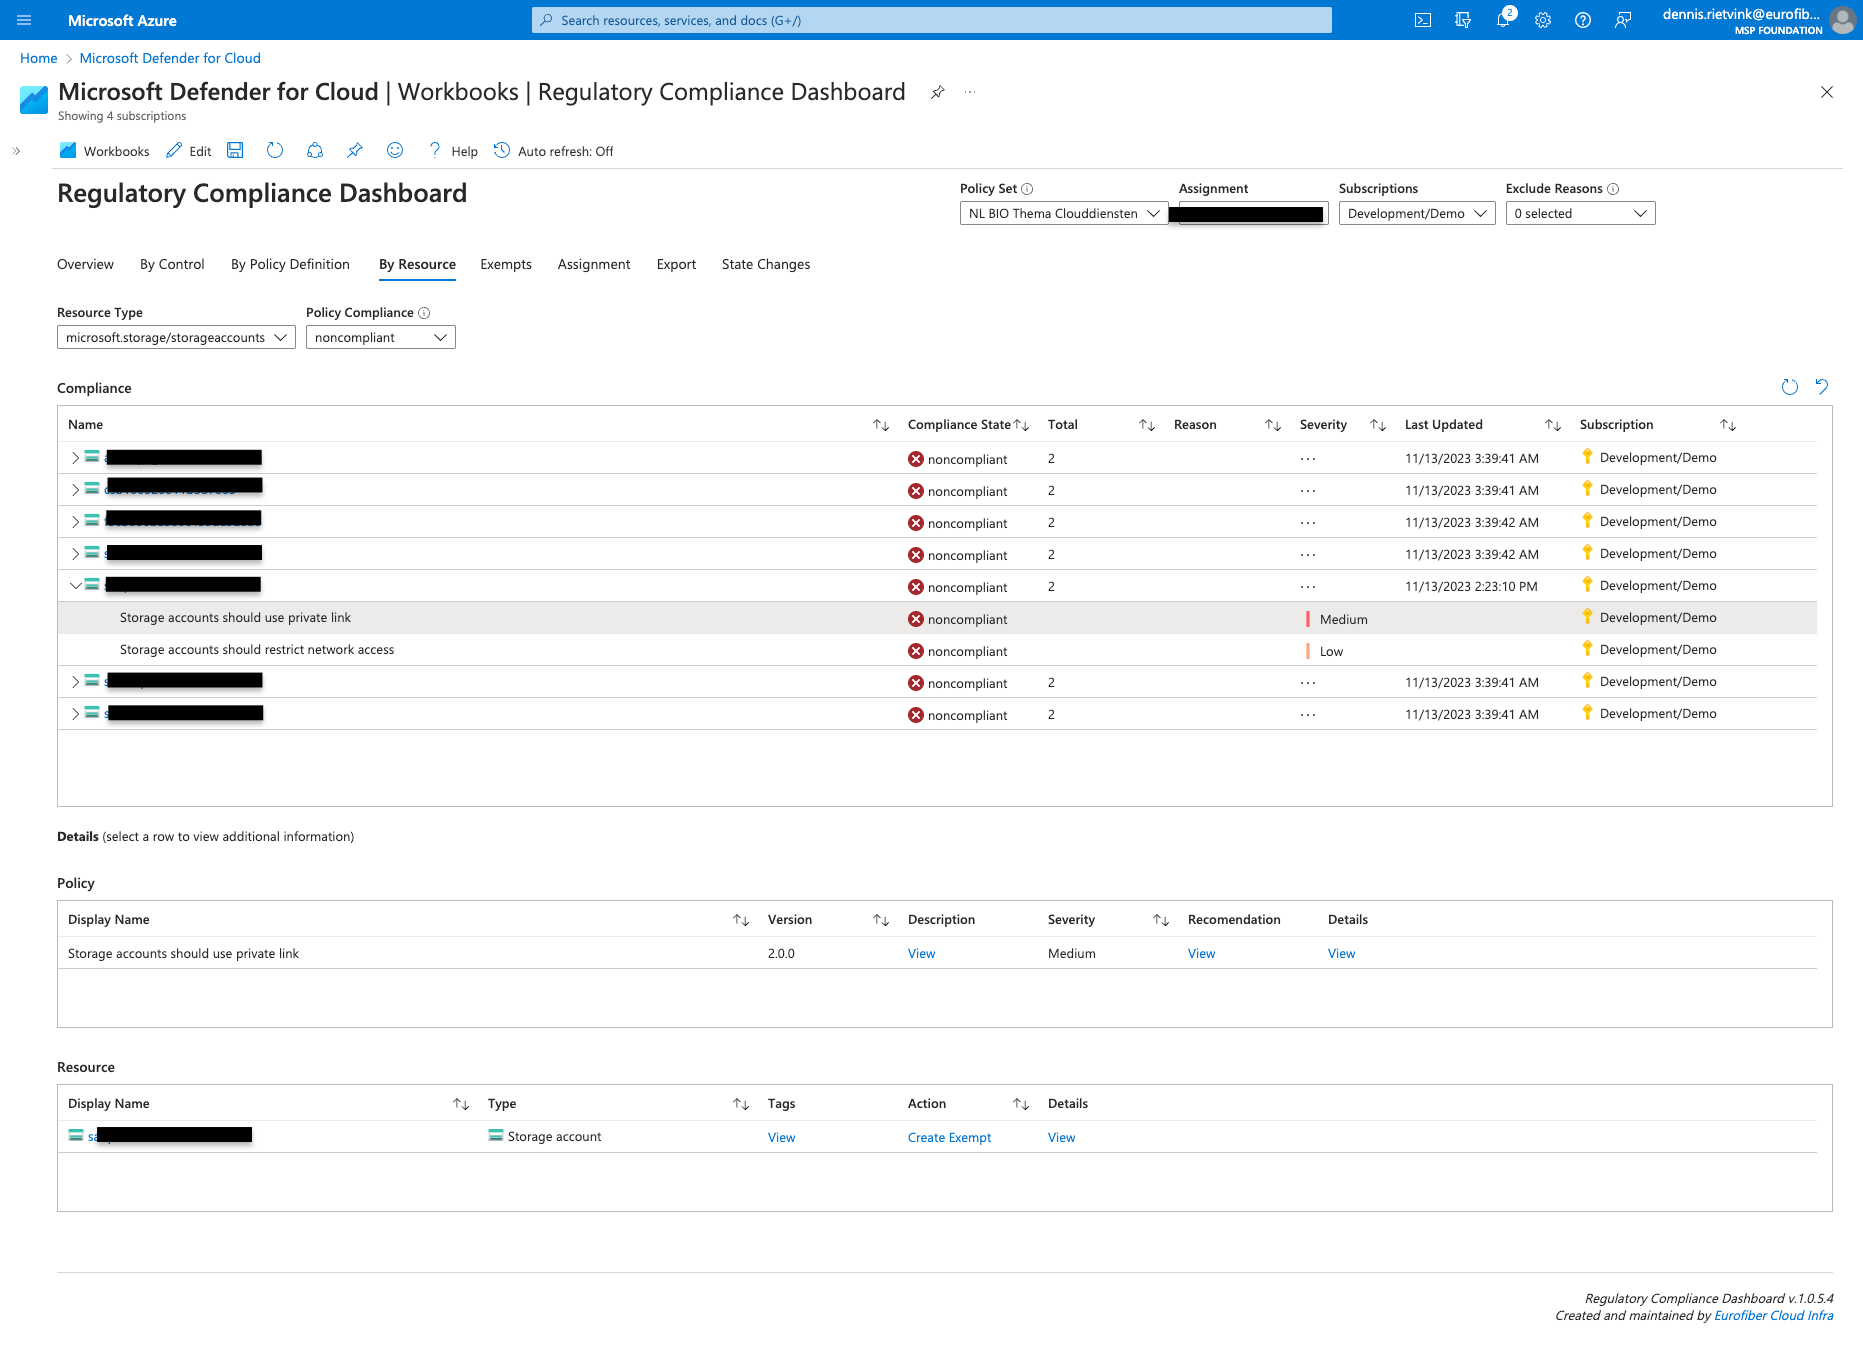 Microsoft Azure
Search resources, services, and docs (G+/)
2
dennis.rietvink@eurofib...
MSP FOUNDATION
Home > Microsoft Defender for Cloud
Microsoft Defender for Cloud | Workbooks | Regulatory Compliance Dashboard
Showing 4 subscriptions
Workbooks Edit Help Auto refresh: Off
Regulatory Compliance Dashboard
Policy Set Assignment Subscriptions Exclude Reasons
NL BIO Thema Clouddiensten Development/Demo 0 selected
Overview By Control By Policy Definition By Resource Exempts Assignment Export State Changes
Resource Type Policy Compliance
microsoft.storage/storageaccounts noncompliant
Compliance
Name Compliance State Total Reason Severity Last Updated Subscription
noncompliant 2 ... 11/13/2023 3:39:41 AM Development/Demo
noncompliant 2 ... 11/13/2023 3:39:41 AM Development/Demo
noncompliant 2 ... 11/13/2023 3:39:42 AM Development/Demo
noncompliant 2 ... 11/13/2023 3:39:42 AM Development/Demo
noncompliant 2 ... 11/13/2023 2:23:10 PM Development/Demo
Storage accounts should use private link noncompliant Medium Development/Demo
Storage accounts should restrict network access noncompliant Low Development/Demo
noncompliant 2 ... 11/13/2023 3:39:41 AM Development/Demo
noncompliant 2 ... 11/13/2023 3:39:41 AM Development/Demo
Details (select a row to view additional information)
Policy
Display Name Version Description Severity Recomendation Details
Storage accounts should use private link 2.0.0 View Medium View View
Resource
Display Name Type Tags Action Details
Storage account View Create Exempt View
Regulatory Compliance Dashboard v.1.0.5.4
Created and maintained by Eurofiber Cloud Infra